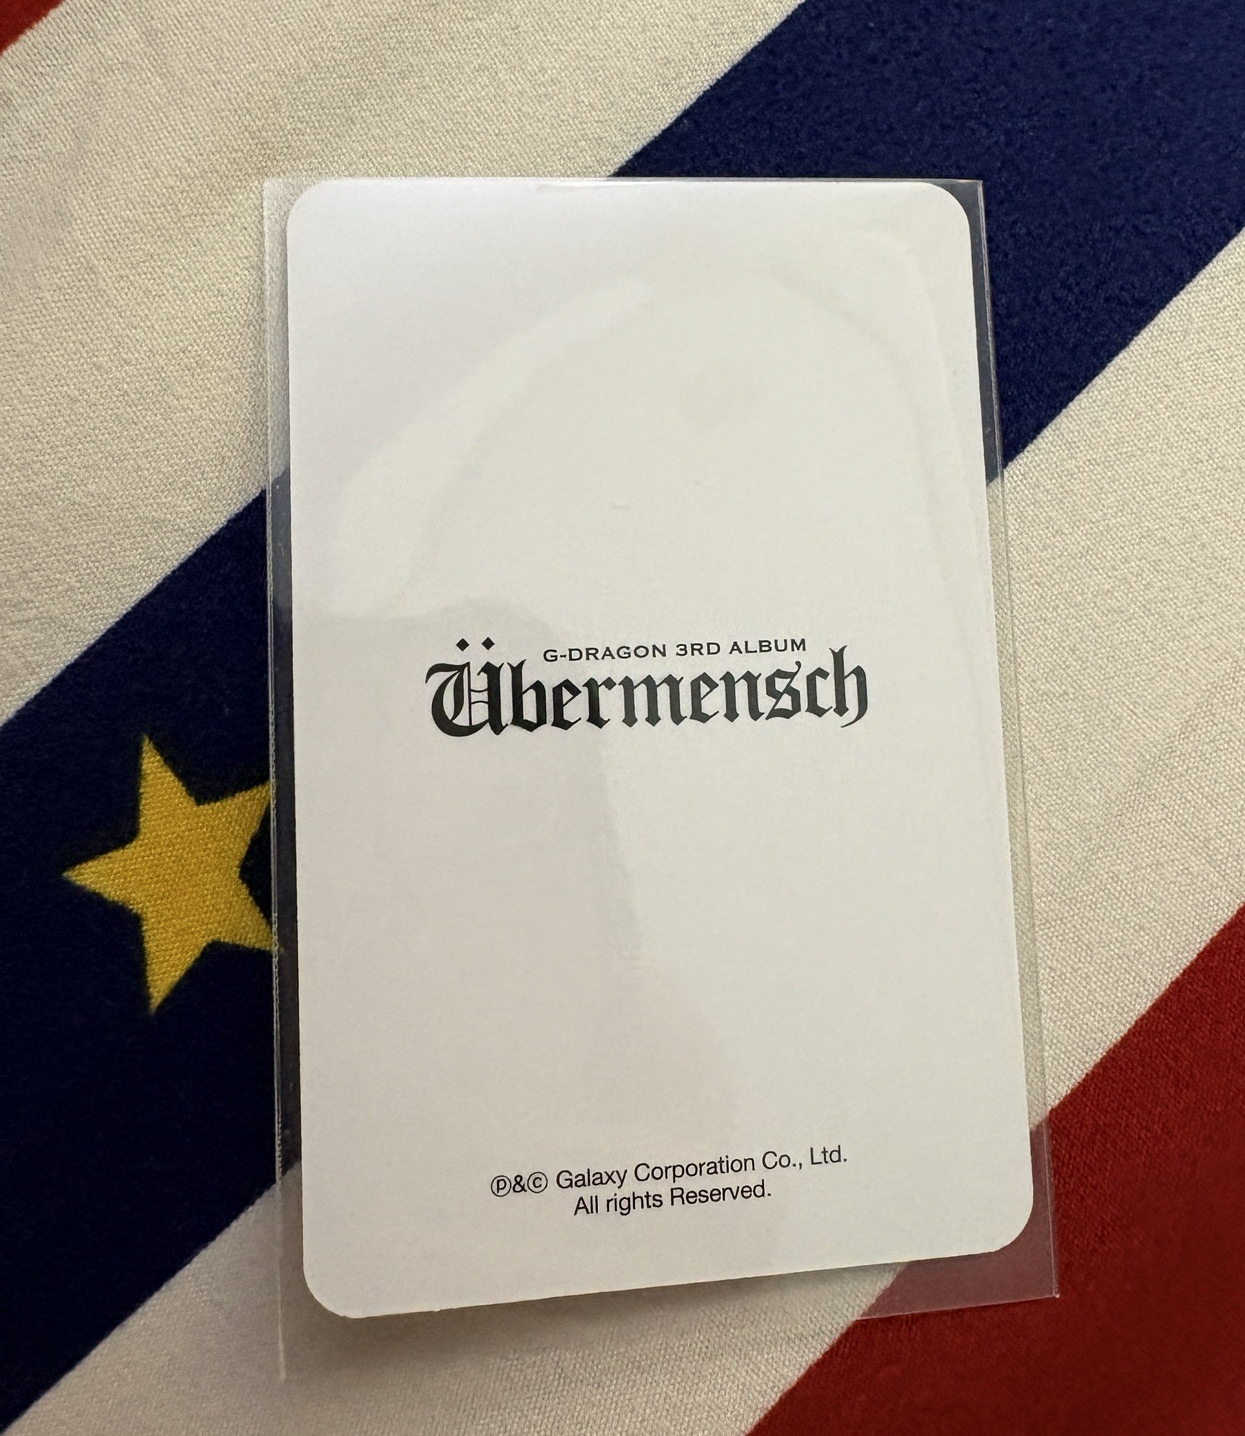 G-DRAGON 3RD ALBUM
Übermensch
℗&© Galaxy Corporation Co., Ltd.
All rights Reserved.